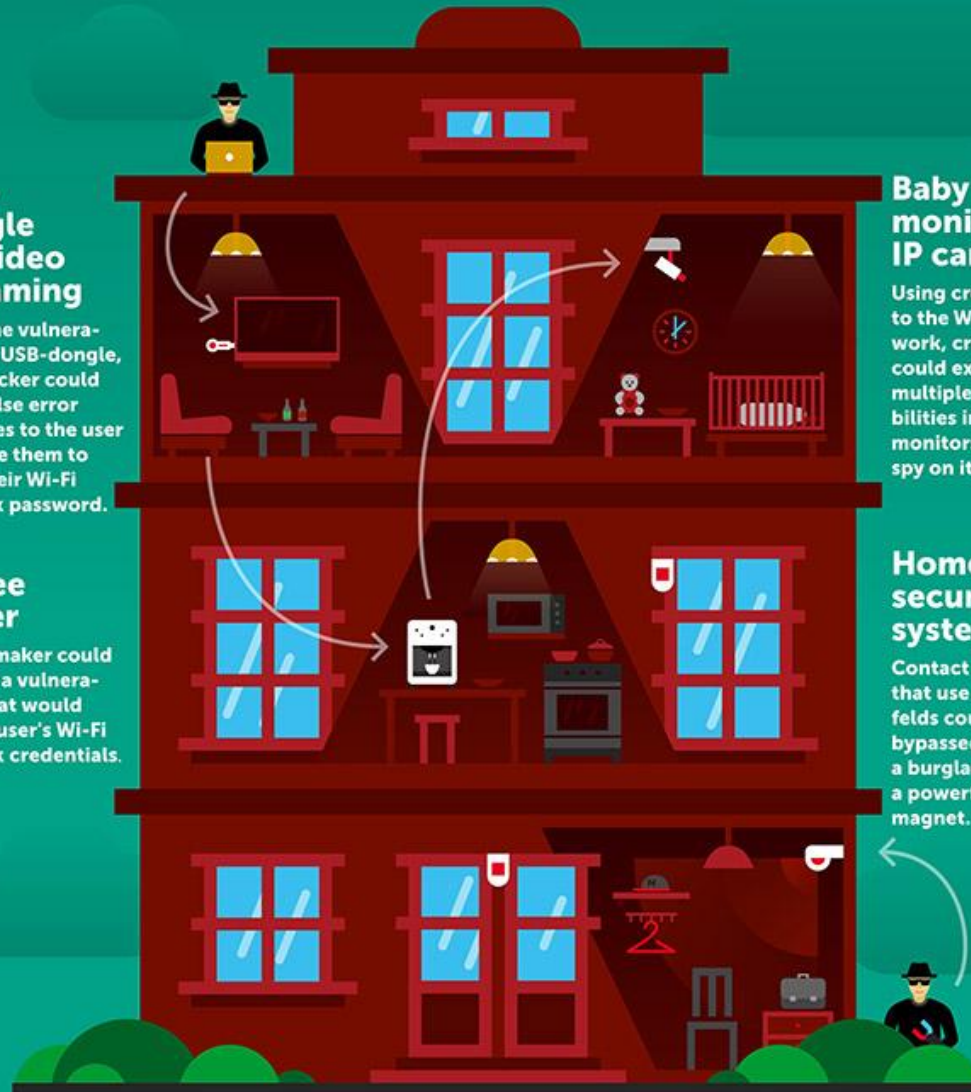 gle
ideo
aming
e vulnera-
USB-dongle,
cker could
lse error
es to the user
e them to
eir Wi-Fi
k password.
ee
er
maker could
a vulnera-
at would
user's Wi-Fi
k credentials.
Baby
moni
IP ca
Using cr
to the W
work, cr
could ex
multiple
bilities i
monitor
spy on it
Home
secur
syste
Contact
that use
felds co
bypasse
a burgla
a power
magnet.